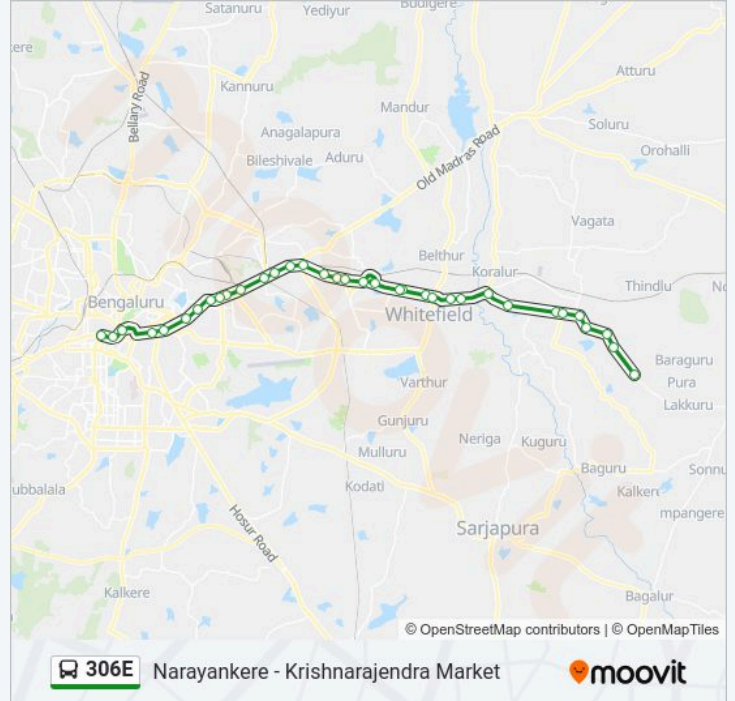 Satanuru
Yediyur
Budigere
ere
Atturu
Bellary Road
Kannuru
Mandur
Soluru
Anagalapura
Old Madras Road
Orohalli
Bileshivale
Aduru
Vagata
Belthur
Koralur
Thindlu
Bengaluru
Whitefield
Baraguru
Pura
Varthur
Lakkuru
Gunjuru
Neriga
Kuguru
Mulluru
Baguru
Sonnu
ubbalala
Kodati
Kalkere
mpangere
Hosur Road
Sarjapura
Kalkere
Bagalur
© OpenStreetMap contributors | © OpenMapTiles
306E Narayankere - Krishnarajendra Market moovit